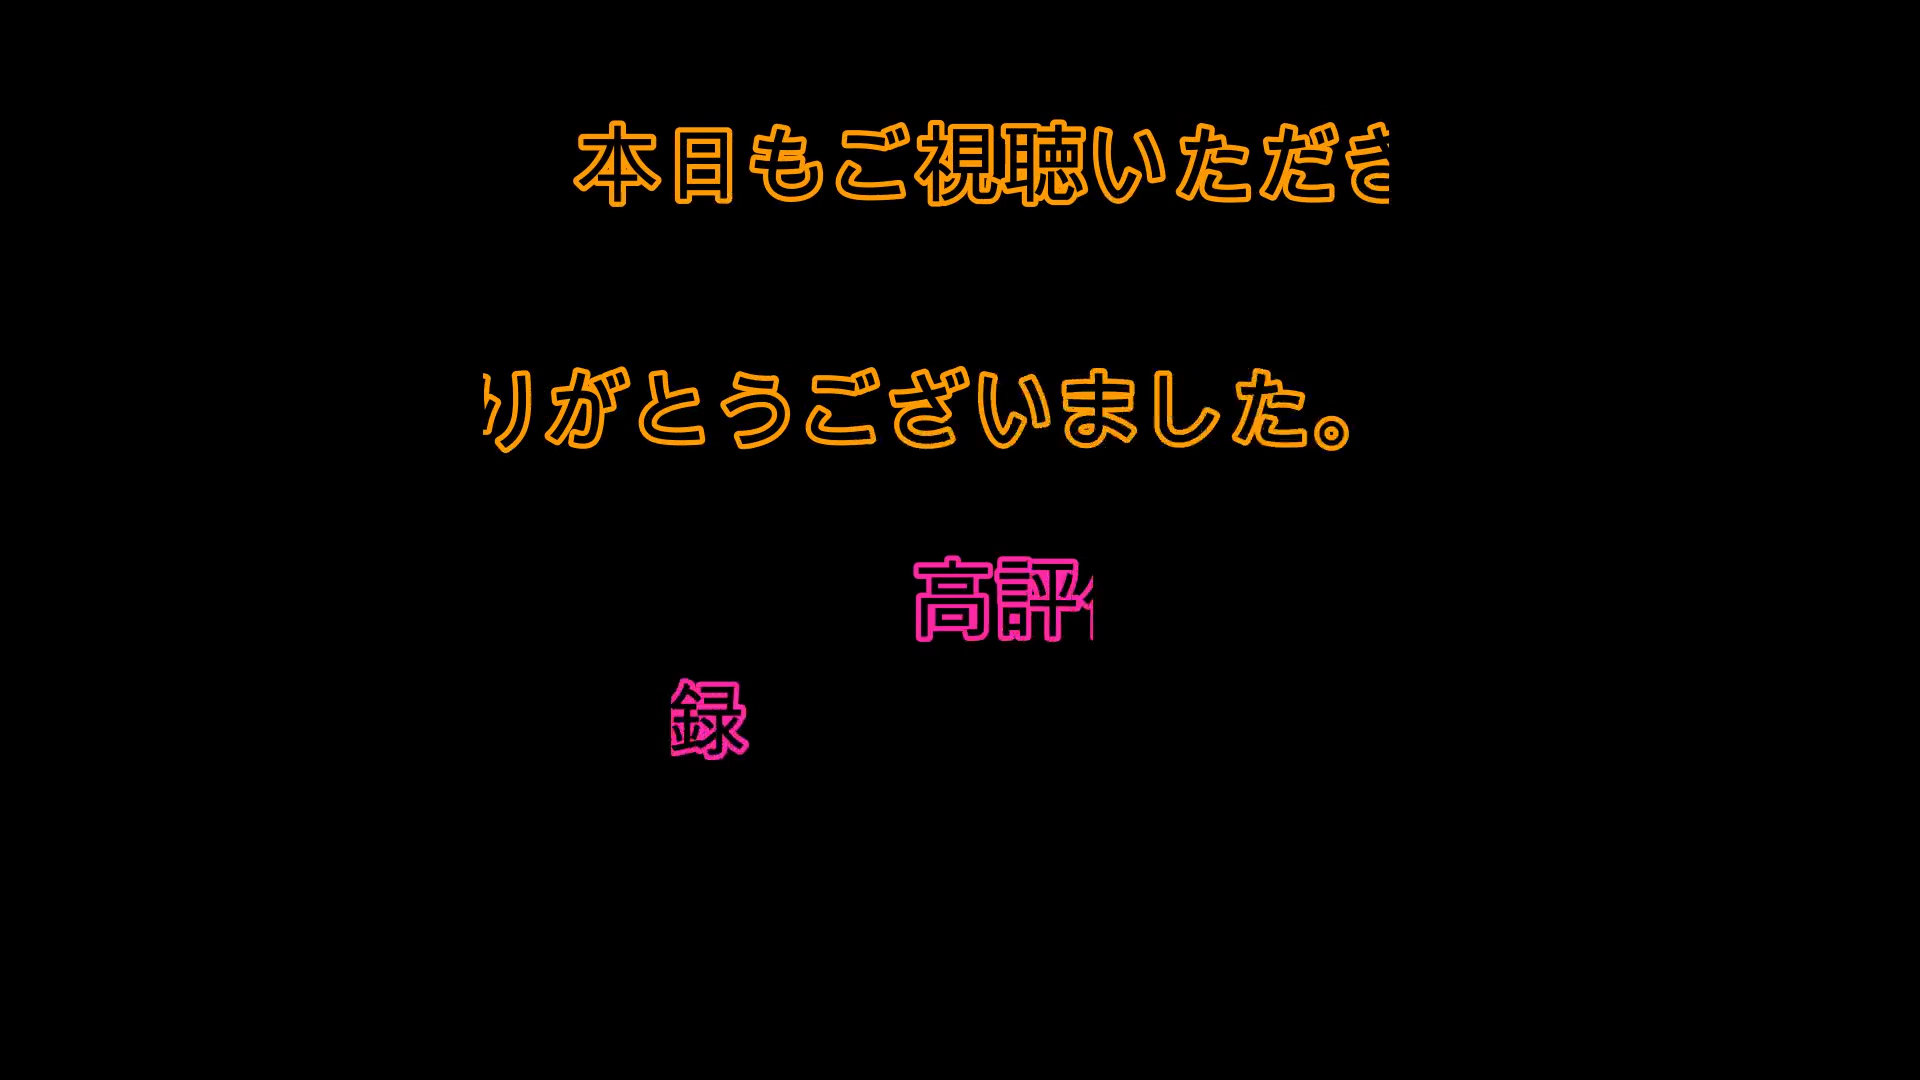 本日もご視聴いただき
りがとうございました。
高評
録